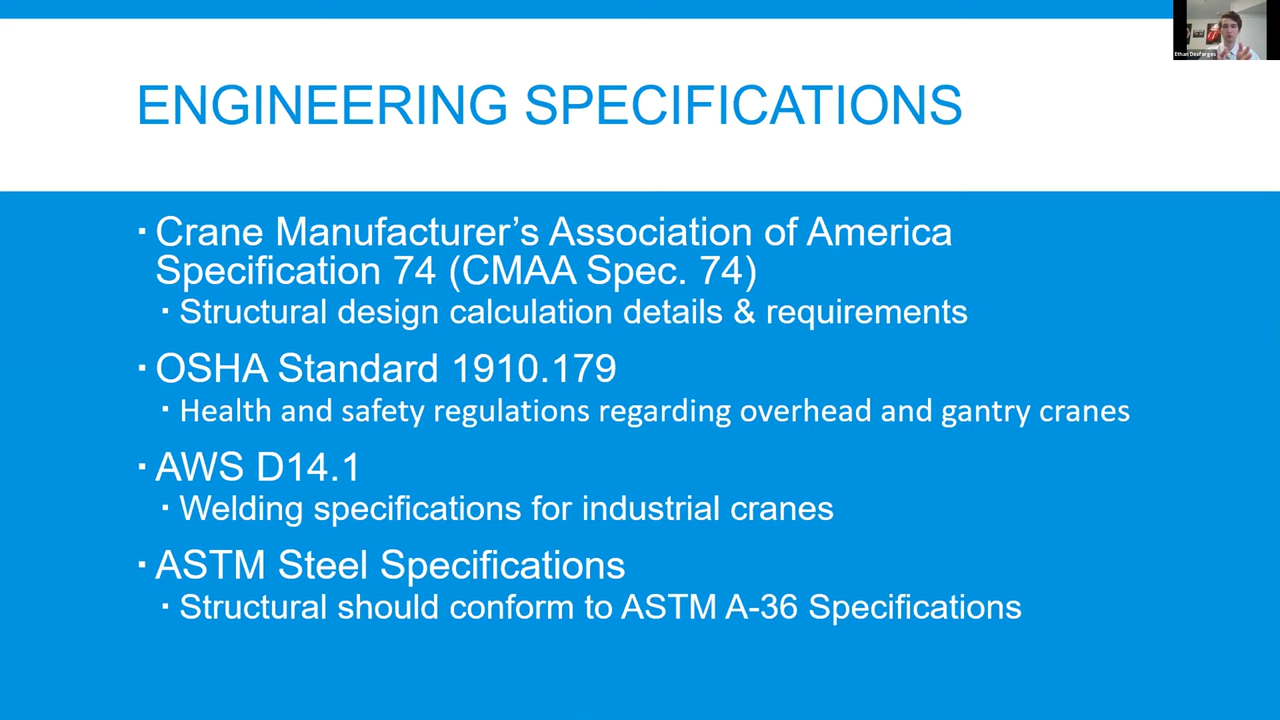 Ethan Desforges
ENGINEERING SPECIFICATIONS
▪ Crane Manufacturer’s Association of America
Specification 74 (CMAA Spec. 74)
▪ Structural design calculation details & requirements
▪ OSHA Standard 1910.179
▪ Health and safety regulations regarding overhead and gantry cranes
▪ AWS D14.1
▪ Welding specifications for industrial cranes
▪ ASTM Steel Specifications
▪ Structural should conform to ASTM A-36 Specifications